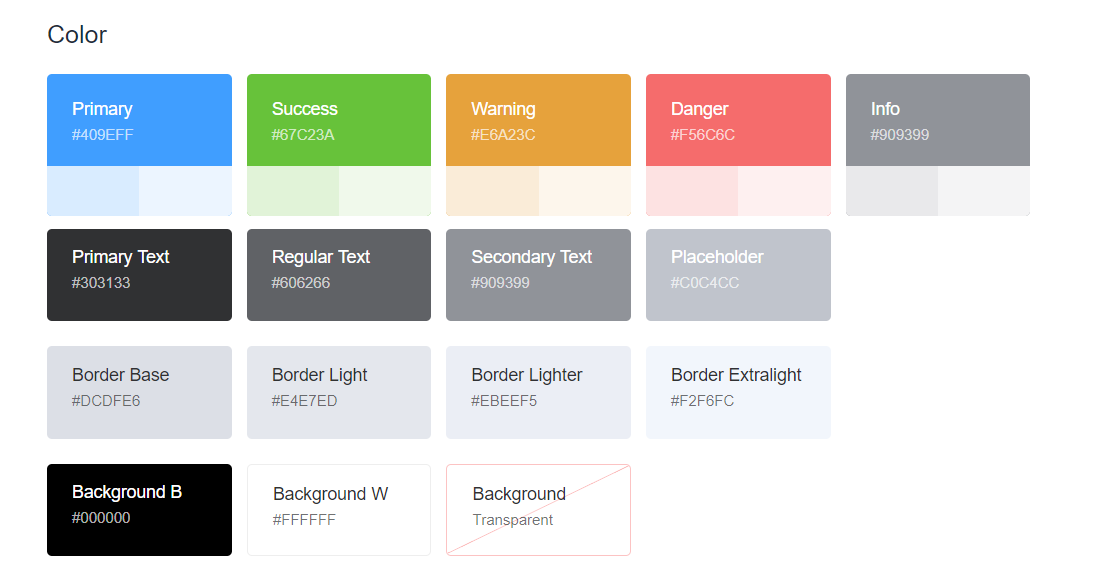 Color
Primary
#409EFF
Success
#67C23A
Warning
#E6A23C
Danger
#F56C6C
Info
#909399
Primary Text
#303133
Regular Text
#606266
Secondary Text
#909399
Placeholder
#C0C4CC
Border Base
#DCDFE6
Border Light
#E4E7ED
Border Lighter
#EBEEF5
Border Extralight
#F2F6FC
Background B
#000000
Background W
#FFFFFF
Background
Transparent